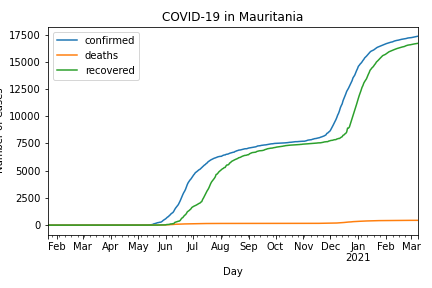 COVID-19 in Mauritania
17500
15000
12500
10000
7500
5000
2500
0
confirmed
deaths
recovered
Feb Mar Apr May Jun Jul Aug Sep Oct Nov Dec Jan Feb Mar
2021
Day